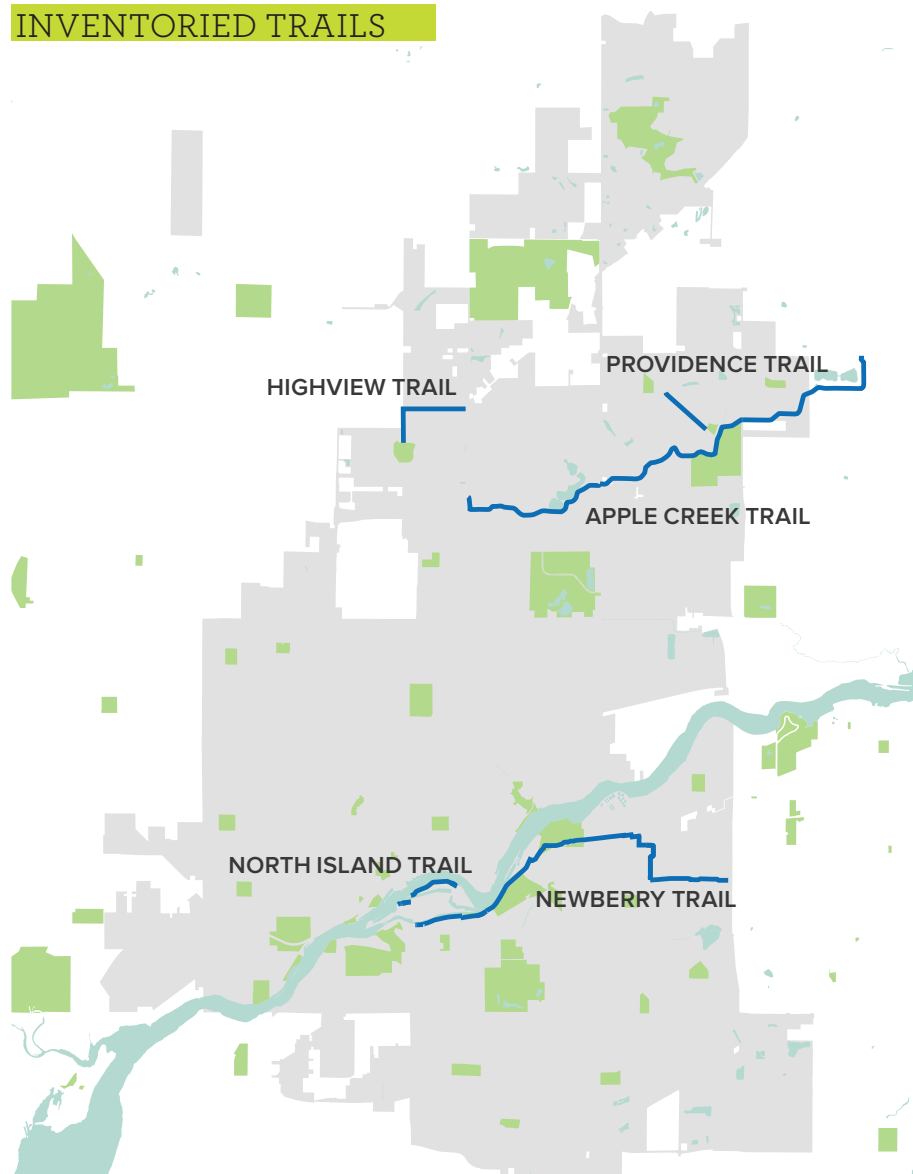 INVENTORIED TRAILS
PROVIDENCE TRAIL
HIGHVIEW TRAIL
APPLE CREEK TRAIL
NORTH ISLAND TRAIL
NEWBERRY TRAIL